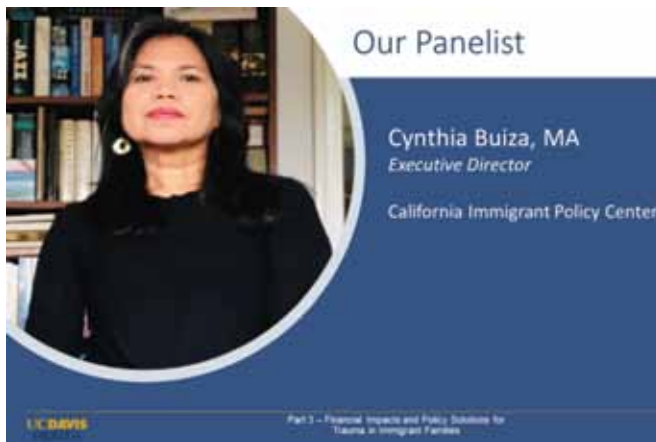 Our Panelist
Cynthia Buiza, MA
Executive Director
California Immigrant Policy Center
JAZZ
UC DAVIS
Part 3 – Financial Impacts and Policy Solutions for
Trauma in Immigrant Families